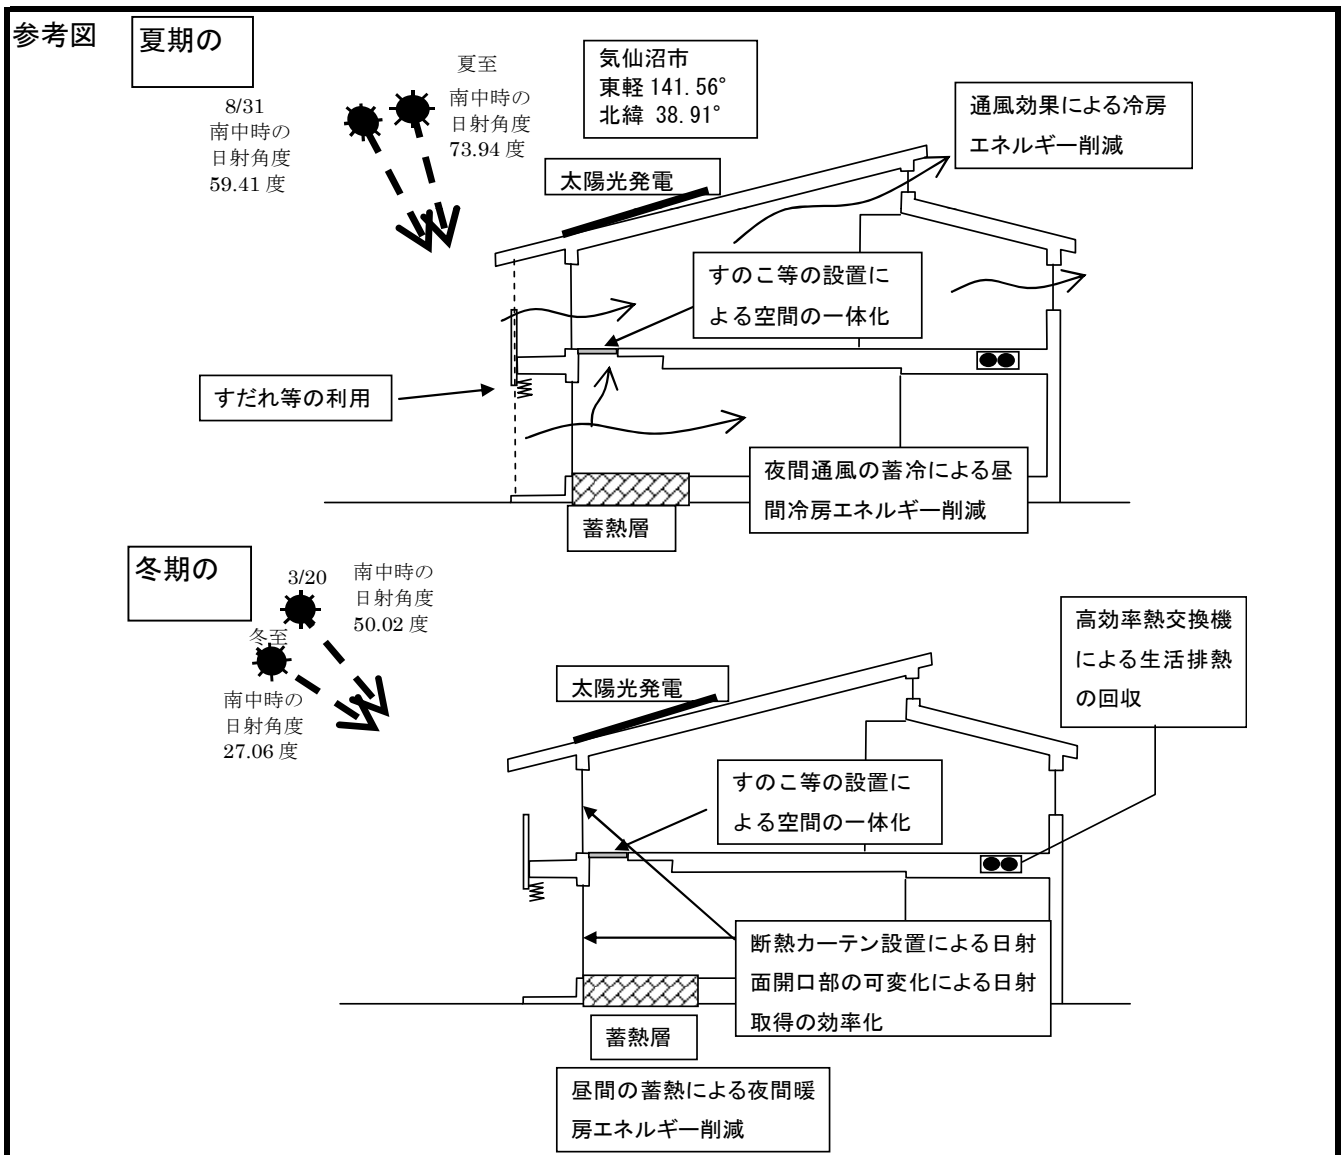 参考図
夏期の
8/31
南中時の
日射角度
59.41 度
夏至
南中時の
日射角度
73.94 度
気仙沼市
東軽 141.56°
北緯 38.91°
通風効果による冷房
エネルギー削減
太陽光発電
すのこ等の設置に
よる空間の一体化
すだれ等の利用
夜間通風の蓄冷による昼
間冷房エネルギー削減
蓄熱層
冬期の
3/20
南中時の
日射角度
50.02 度
冬至
南中時の
日射角度
27.06 度
高効率熱交換機
による生活排熱
の回収
太陽光発電
すのこ等の設置に
よる空間の一体化
断熱カーテン設置による日射
面開口部の可変化による日射
取得の効率化
蓄熱層
昼間の蓄熱による夜間暖
房エネルギー削減